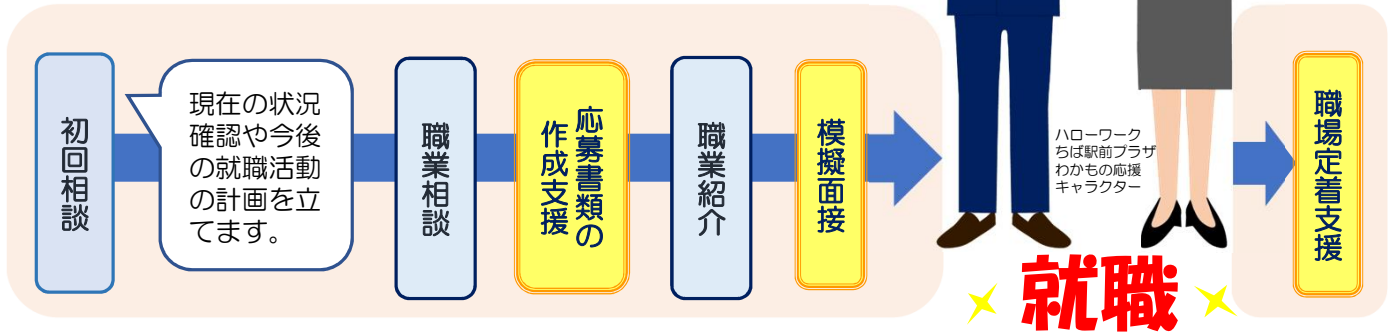 初回相談
現在の状況
確認や今後
の就職活動
の計画を立
てます。
職業相談
応募書類の
作成支援
職業紹介
模擬面接
ハローワーク
ちば駅前プラザ
わかもの応援
キャラクター
就職
職場定着支援